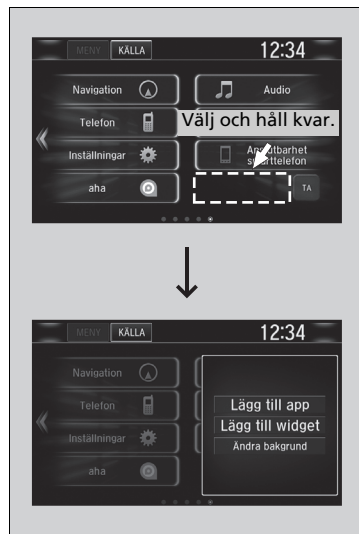 MENY KÄLLA 12:34
Navigation Audio
Telefon
Välj och håll kvar.
Inställningar
Anslutbarhet
smarttelefon
aha TA
MENY KÄLLA 12:34
Navigation
Telefon
Inställningar
aha
Lägg till app
Lägg till widget
Ändra bakgrund